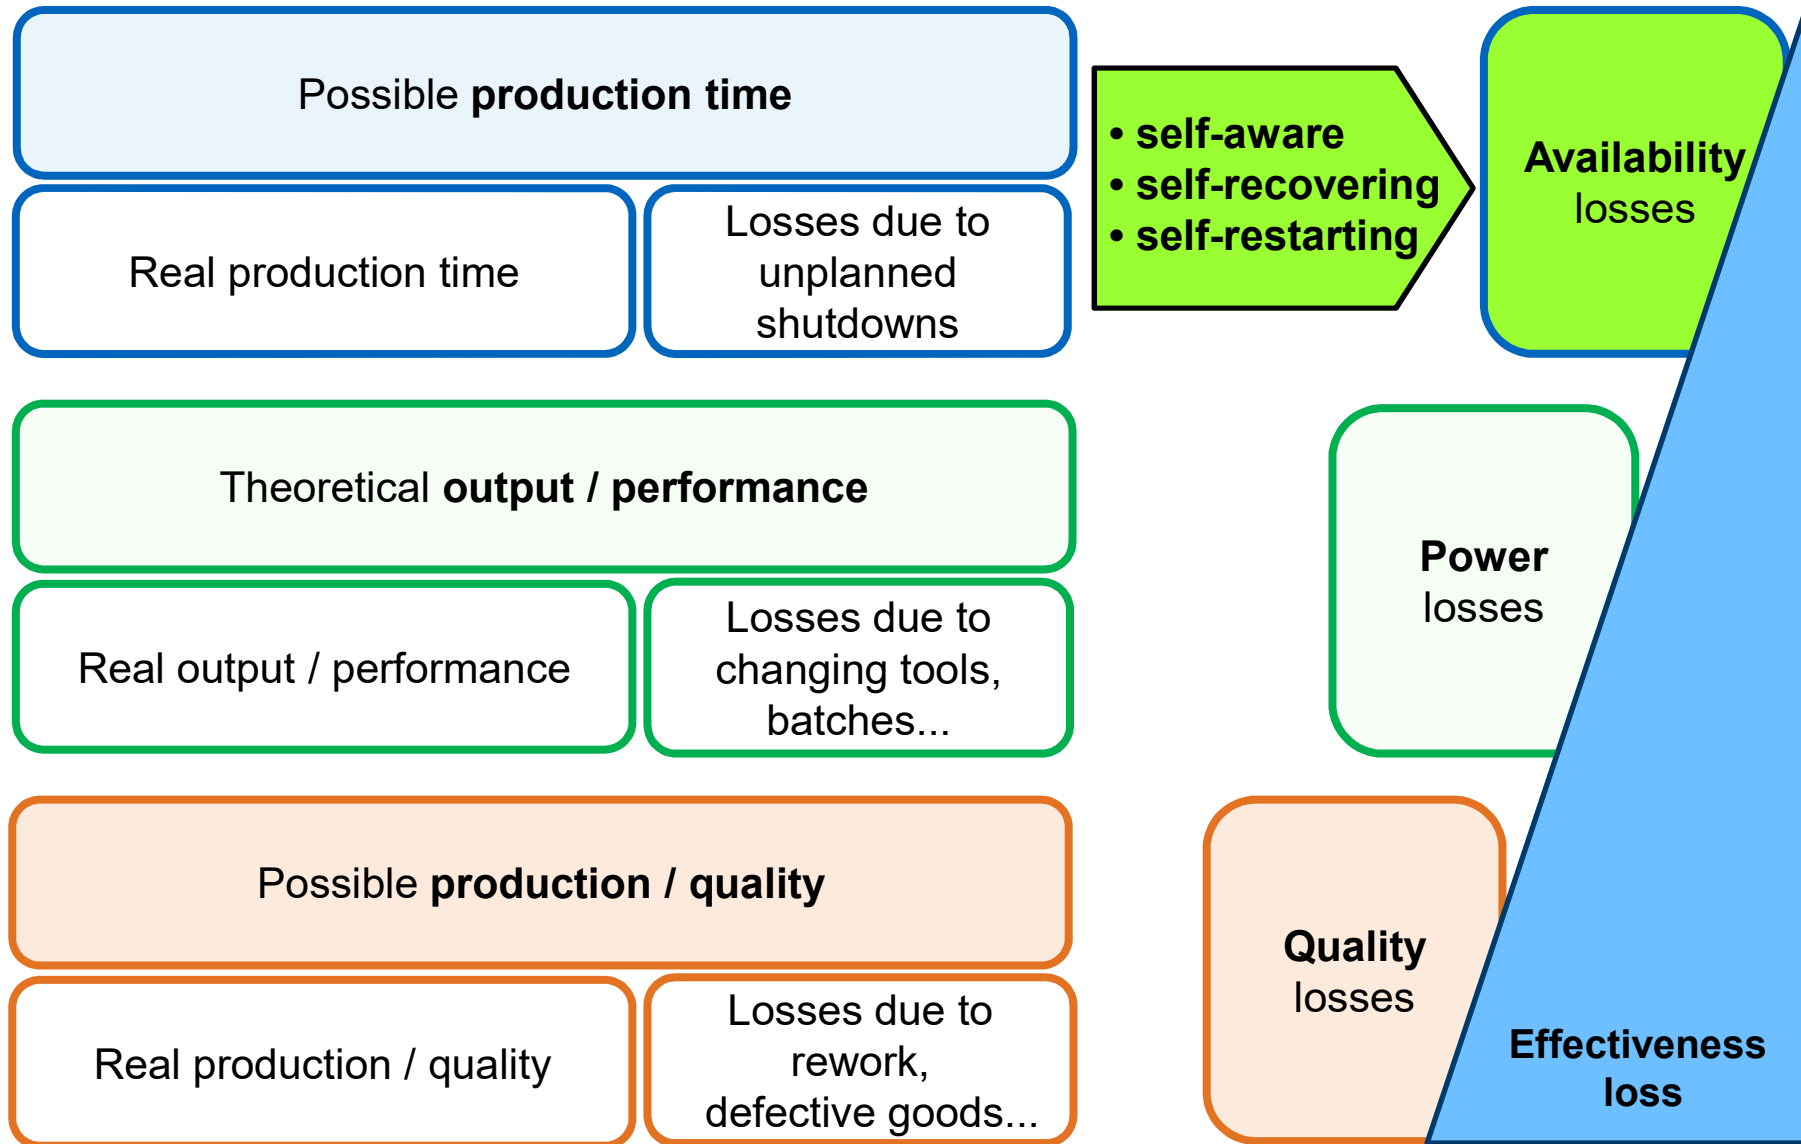 Possible production time
Real production time
Losses due to
unplanned
shutdowns
• self-aware
• self-recovering
• self-restarting
Availability
losses
Theoretical output / performance
Real output / performance
Losses due to
changing tools,
batches...
Power
losses
Possible production / quality
Real production / quality
Losses due to
rework,
defective goods...
Quality
losses
Effectiveness
loss